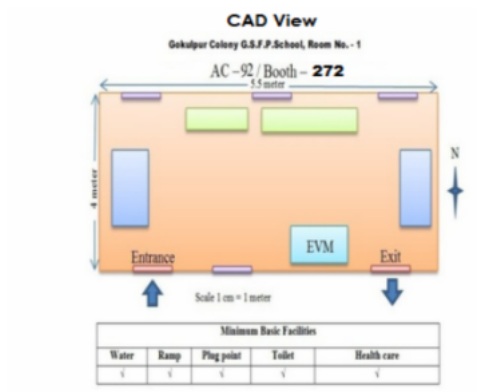 CAD View
Gokulpur Colony G.S.F.P.School, Room No. - 1
AC –92 / Booth – 272
5.5 meter
4 meter
N
EVM
Entrance
Exit
Scale 1 cm = 1 meter
Minimum Basic Facilities
Water Ramp Plug point Toilet Health care
√ √ √ √ √